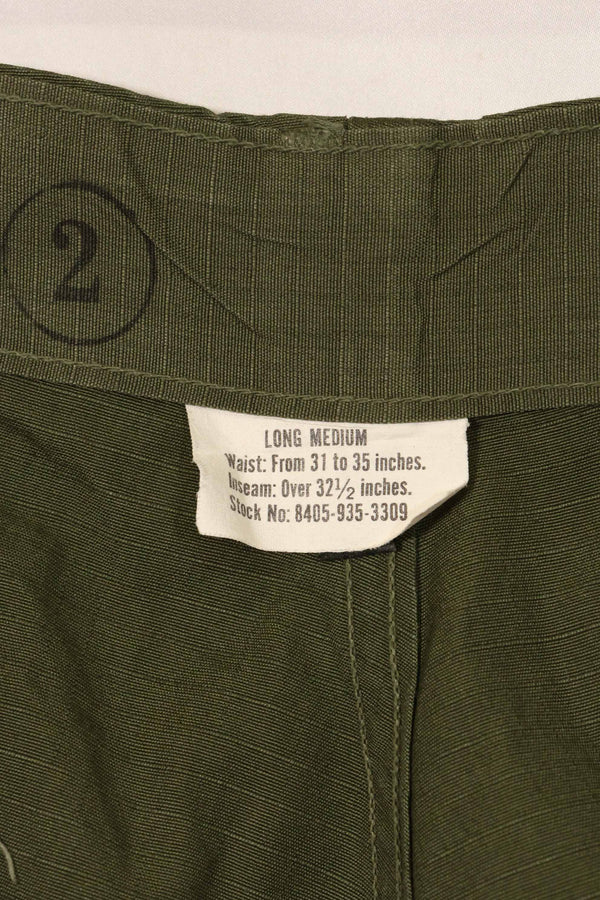 2
LONG MEDIUM
Waist: From 31 to 35 inches.
Inseam: Over 32½ inches.
Stock No: 8405-935-3309